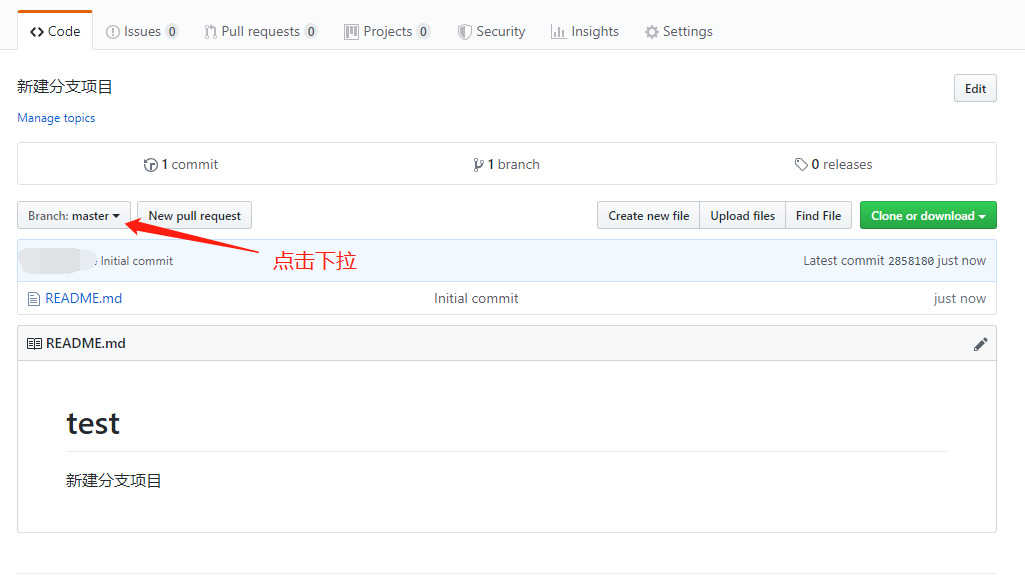 Code Issues 0 Pull requests 0 Projects 0 Security Insights Settings
新建分支项目 Edit
Manage topics
1 commit 1 branch 0 releases
Branch: master New pull request Create new file Upload files Find File Clone or download
点击下拉
Initial commit Latest commit 2858180 just now
README.md Initial commit just now
README.md
test
新建分支项目